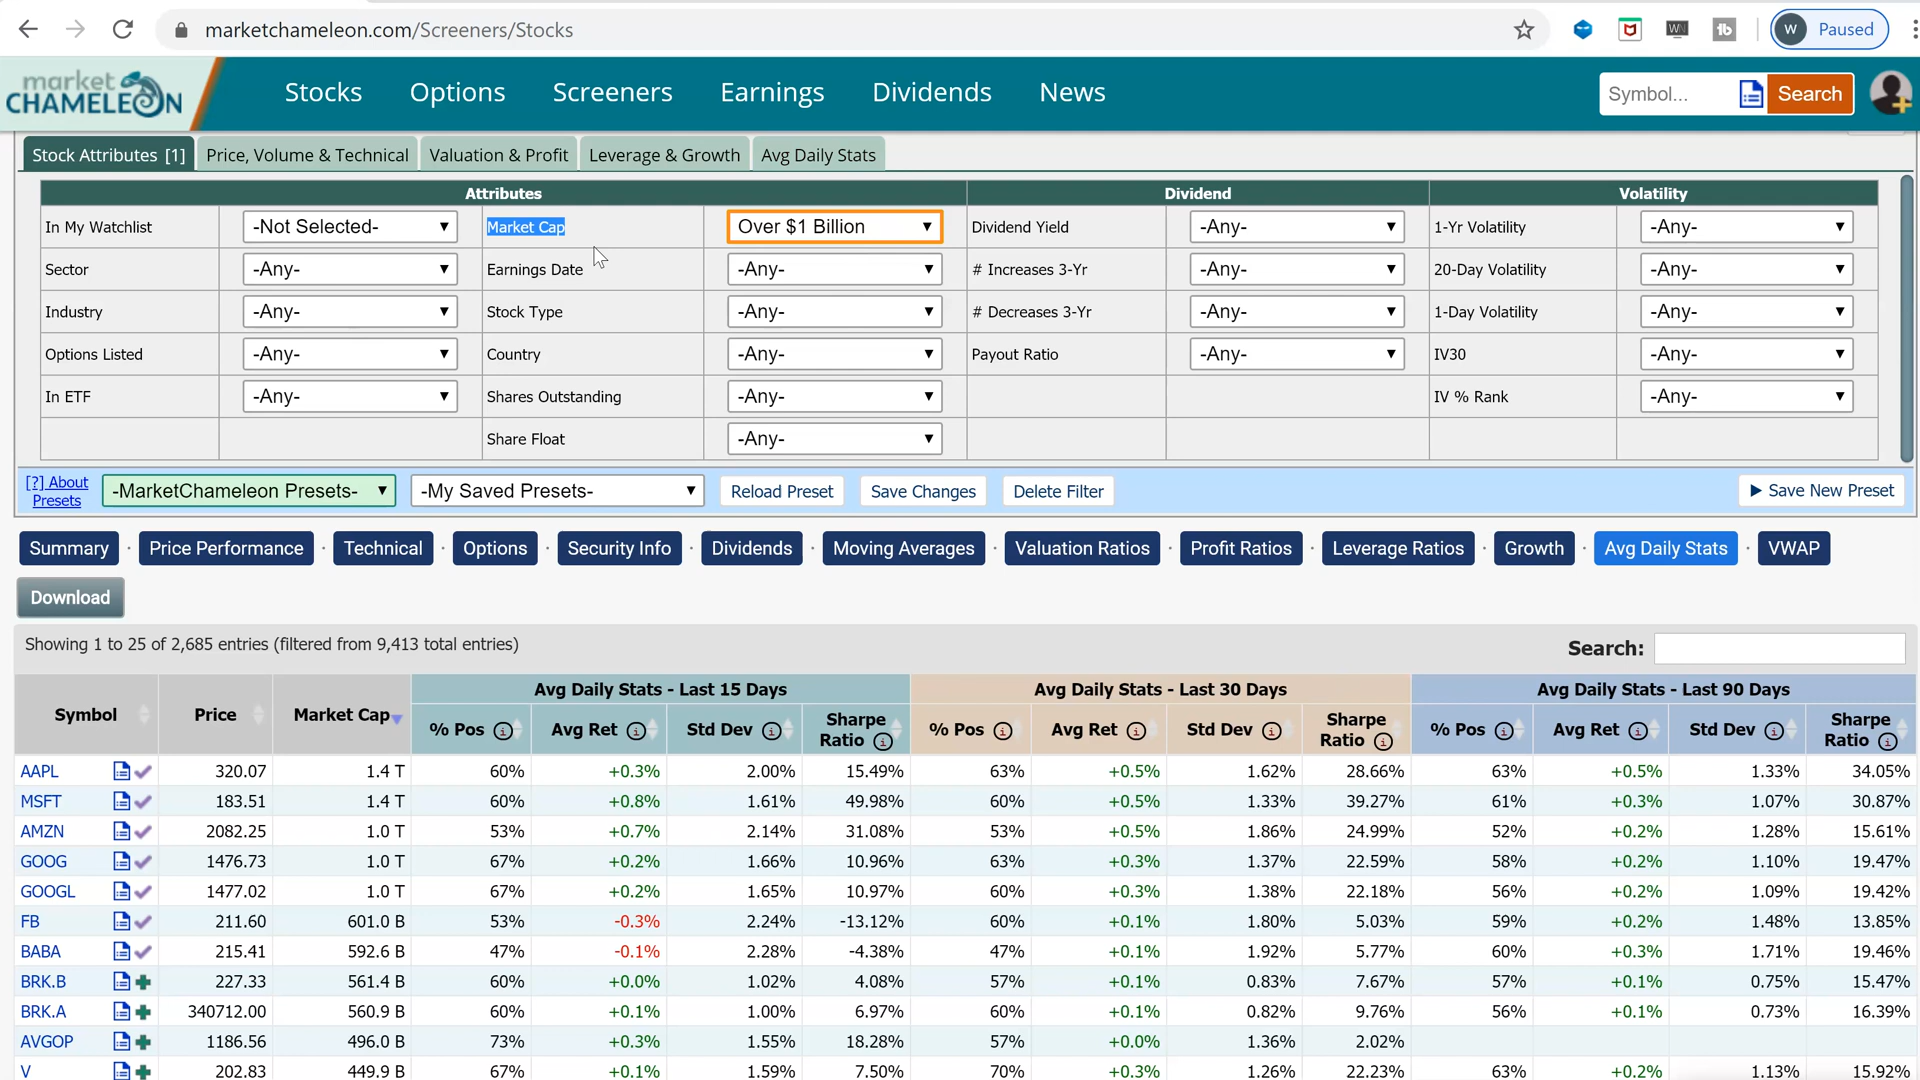 marketchameleon.com/Screeners/Stocks
W Paused
market CHAMELEON
Stocks Options Screeners Earnings Dividends News
Symbol... Search
Stock Attributes [1] Price, Volume & Technical Valuation & Profit Leverage & Growth Avg Daily Stats
Attributes Dividend Volatility
In My Watchlist -Not Selected- Market Cap Over $1 Billion Dividend Yield -Any- 1-Yr Volatility -Any-
Sector -Any- Earnings Date -Any- # Increases 3-Yr -Any- 20-Day Volatility -Any-
Industry -Any- Stock Type -Any- # Decreases 3-Yr -Any- 1-Day Volatility -Any-
Options Listed -Any- Country -Any- Payout Ratio -Any- IV30 -Any-
In ETF -Any- Shares Outstanding -Any- IV % Rank -Any-
Share Float -Any-
[?] About Presets -MarketChameleon Presets- -My Saved Presets- Reload Preset Save Changes Delete Filter Save New Preset
Summary · Price Performance · Technical · Options · Security Info · Dividends · Moving Averages · Valuation Ratios · Profit Ratios · Leverage Ratios · Growth · Avg Daily Stats · VWAP
Download
Showing 1 to 25 of 2,685 entries (filtered from 9,413 total entries) Search:
Avg Daily Stats - Last 15 Days Avg Daily Stats - Last 30 Days Avg Daily Stats - Last 90 Days
Symbol Price Market Cap % Pos Avg Ret Std Dev Sharpe Ratio % Pos Avg Ret Std Dev Sharpe Ratio % Pos Avg Ret Std Dev Sharpe Ratio
AAPL 320.07 1.4 T 60% +0.3% 2.00% 15.49% 63% +0.5% 1.62% 28.66% 63% +0.5% 1.33% 34.05%
MSFT 183.51 1.4 T 60% +0.8% 1.61% 49.98% 60% +0.5% 1.33% 39.27% 61% +0.3% 1.07% 30.87%
AMZN 2082.25 1.0 T 53% +0.7% 2.14% 31.08% 53% +0.5% 1.86% 24.99% 52% +0.2% 1.28% 15.61%
GOOG 1476.73 1.0 T 67% +0.2% 1.66% 10.96% 63% +0.3% 1.37% 22.59% 58% +0.2% 1.10% 19.47%
GOOGL 1477.02 1.0 T 67% +0.2% 1.65% 10.97% 60% +0.3% 1.38% 22.18% 56% +0.2% 1.09% 19.42%
FB 211.60 601.0 B 53% -0.3% 2.24% -13.12% 60% +0.1% 1.80% 5.03% 59% +0.2% 1.48% 13.85%
BABA 215.41 592.6 B 47% -0.1% 2.28% -4.38% 47% +0.1% 1.92% 5.77% 60% +0.3% 1.71% 19.46%
BRK.B 227.33 561.4 B 60% +0.0% 1.02% 4.08% 57% +0.1% 0.83% 7.67% 57% +0.1% 0.75% 15.47%
BRK.A 340712.00 560.9 B 60% +0.1% 1.00% 6.97% 60% +0.1% 0.82% 9.76% 56% +0.1% 0.73% 16.39%
AVGOP 1186.56 496.0 B 73% +0.3% 1.55% 18.28% 57% +0.0% 1.36% 2.02%
V 202.83 449.9 B 67% +0.1% 1.59% 7.50% 70% +0.3% 1.26% 22.23% 63% +0.2% 1.13% 15.92%